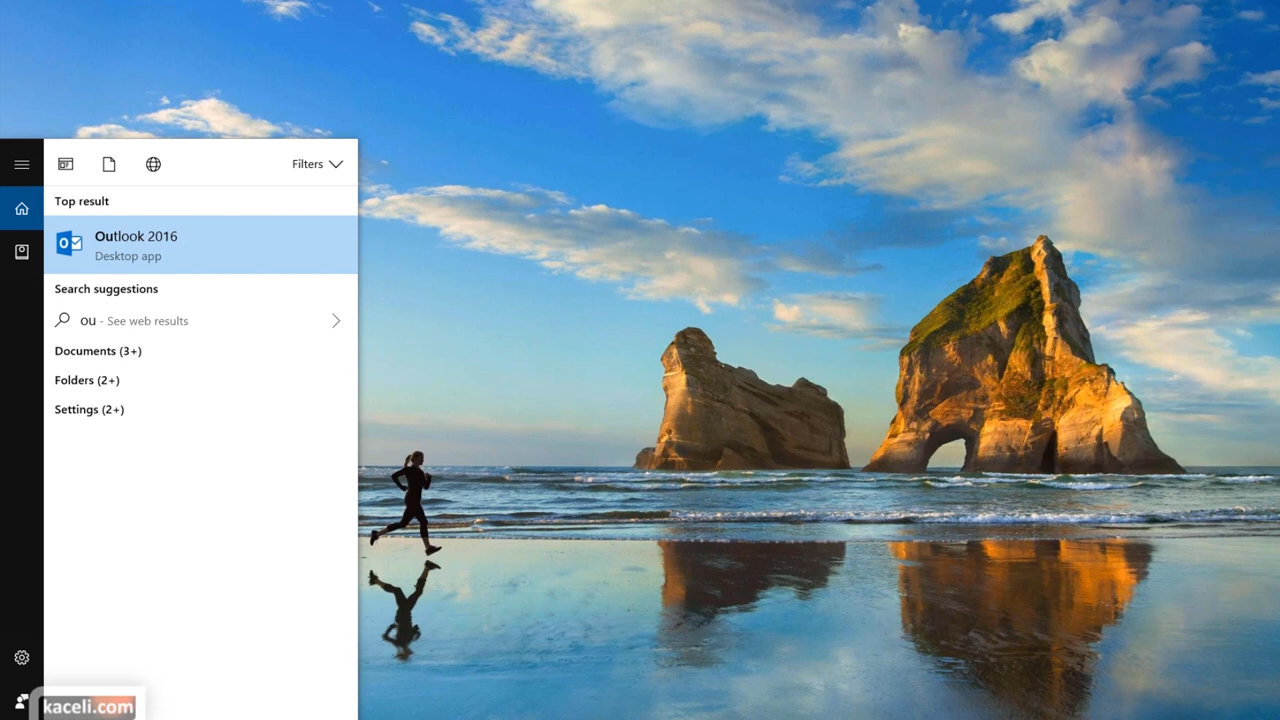 Filters
Top result
Outlook 2016
Desktop app
Search suggestions
ou - See web results
Documents (3+)
Folders (2+)
Settings (2+)
kaceli.com